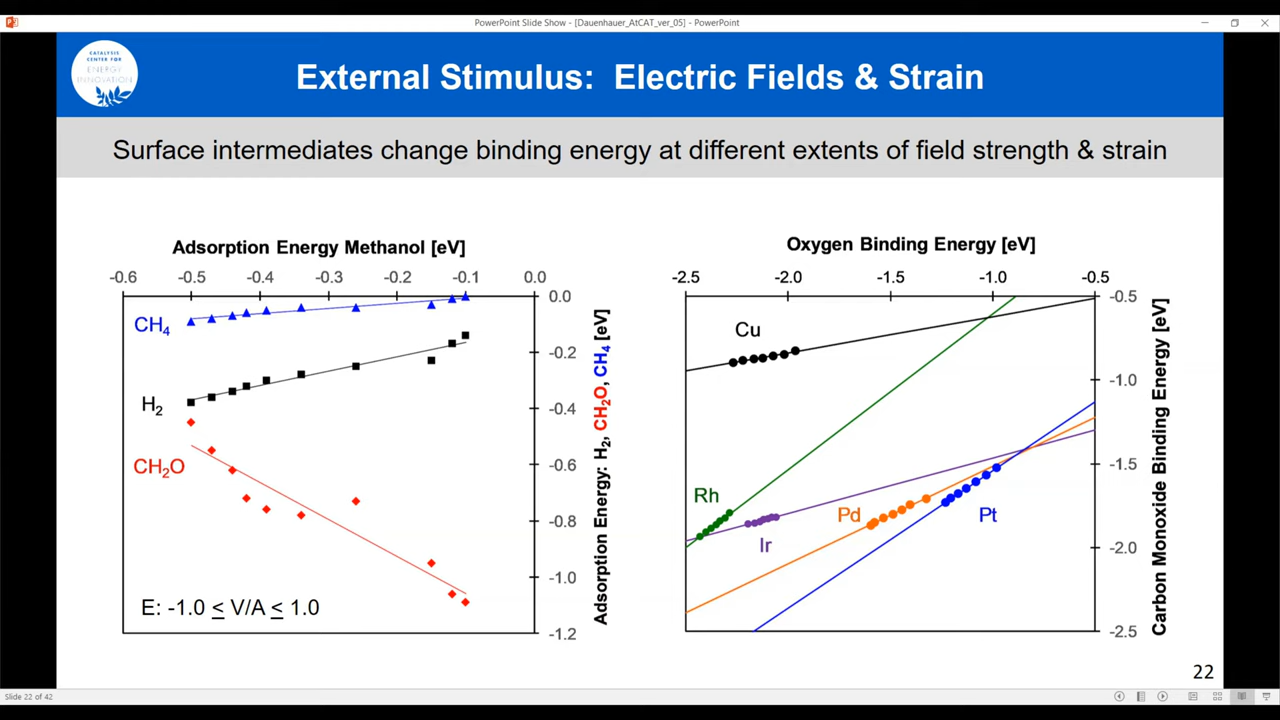 PowerPoint Slide Show - [Dauenhauer_AtCAT_ver_05] - PowerPoint
CATALYSIS
CENTER FOR
ENERGY
INNOVATION
External Stimulus: Electric Fields & Strain
Surface intermediates change binding energy at different extents of field strength & strain
Adsorption Energy Methanol [eV]
-0.6 -0.5 -0.4 -0.3 -0.2 -0.1 0.0
0.0
-0.2
-0.4
-0.6
-0.8
-1.0
-1.2
Adsorption Energy: H₂, CH₂O, CH₄ [eV]
CH₄
H₂
CH₂O
E: -1.0 ≤ V/A ≤ 1.0
Oxygen Binding Energy [eV]
-2.5 -2.0 -1.5 -1.0 -0.5
-0.5
-1.0
-1.5
-2.0
-2.5
Carbon Monoxide Binding Energy [eV]
Cu
Rh
Ir
Pd
Pt
22
Slide 22 of 42